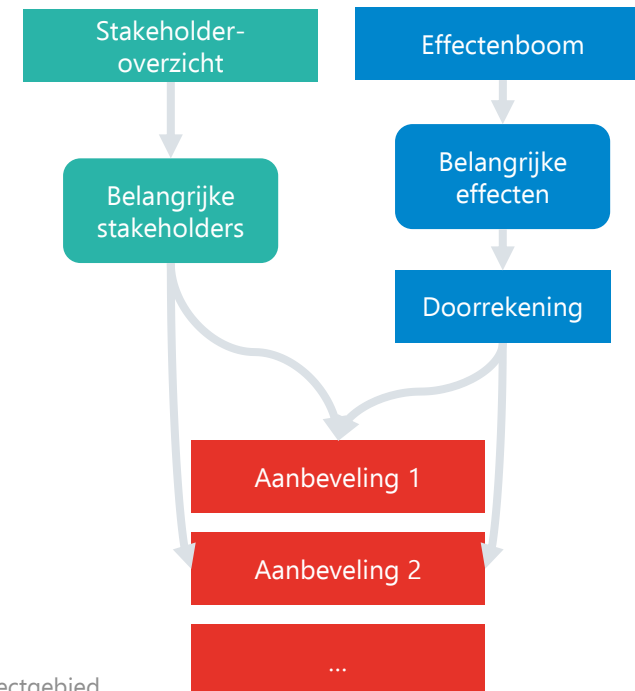 Stakeholder-
overzicht
Effectenboom
Belangrijke
stakeholders
Belangrijke
effecten
Doorrekening
Aanbeveling 1
Aanbeveling 2
...